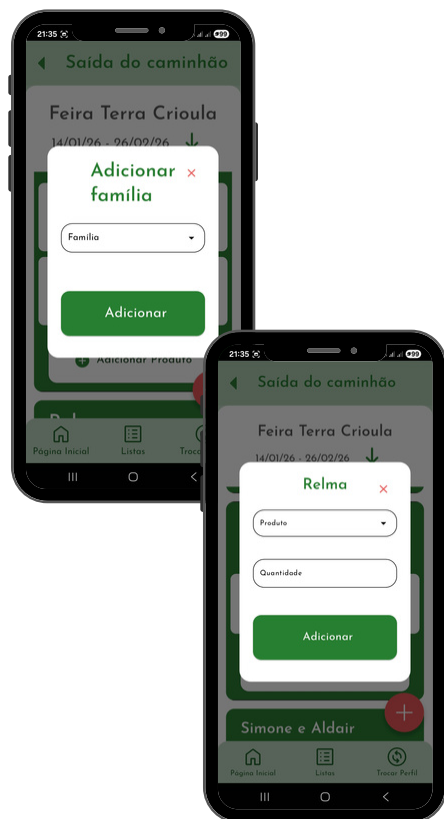 21:35
99
Saída do caminhão
Feira Terra Crioula
14/01/26 - 26/02/26
Adicionar
família
×
Família
Adicionar
Adicionar Produto
Página Inicial
Listas
21:35
99
Saída do caminhão
Feira Terra Crioula
14/01/26 - 26/02/26
Relma
×
Produto
Quantidade
Adicionar
Simone e Aldair
Página Inicial
Listas
Trocar Perfil